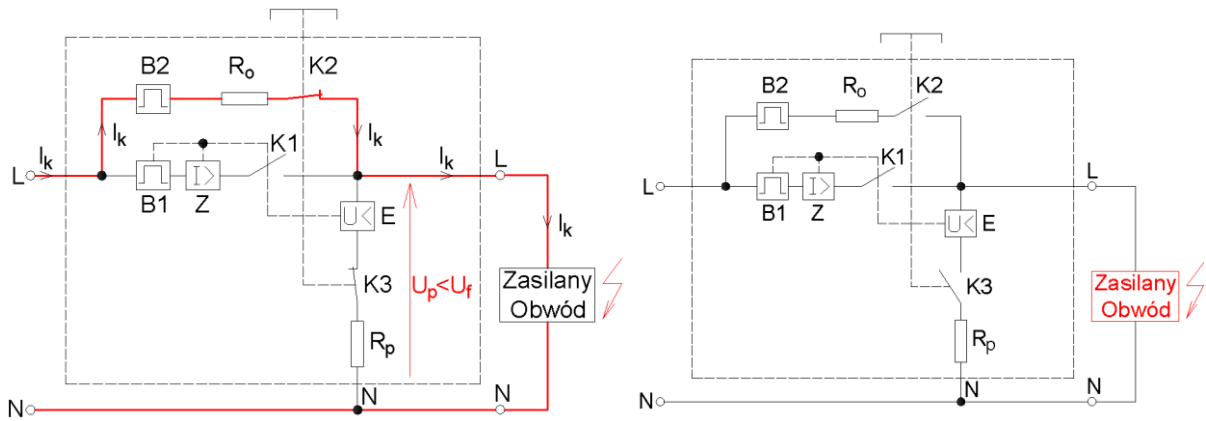 B2
Rₒ
K2
Iₖ
Iₖ
Iₖ
K1
Iₖ
L
L
B1
Z
U<
E
I>
Iₖ
K3
Uₚ<U_f
Zasilany
Obwód
Rₚ
N
N
N
B2
Rₒ
K2
K1
L
L
I>
B1
Z
U<
E
K3
Zasilany
Obwód
Rₚ
N
N
N